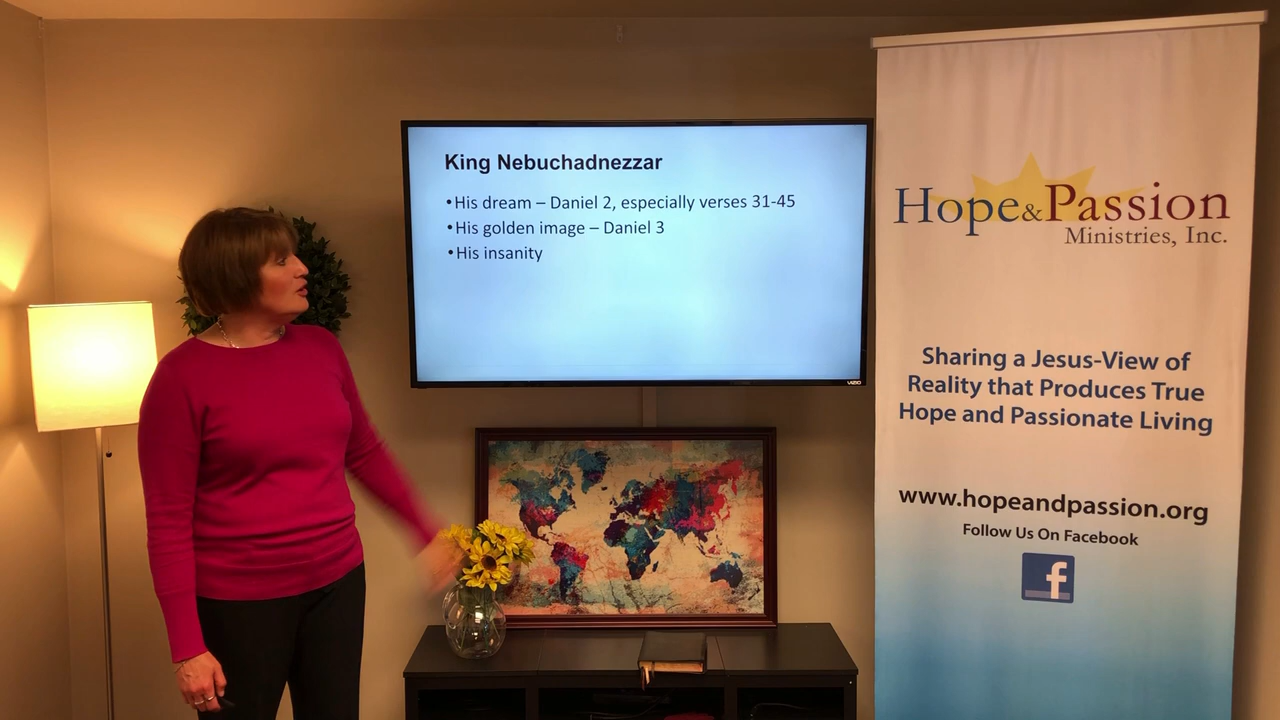 King Nebuchadnezzar
•His dream – Daniel 2, especially verses 31-45
•His golden image – Daniel 3
•His insanity
VIZIO
Hope&Passion
Ministries, Inc.
Sharing a Jesus-View of
Reality that Produces True
Hope and Passionate Living
www.hopeandpassion.org
Follow Us On Facebook
f